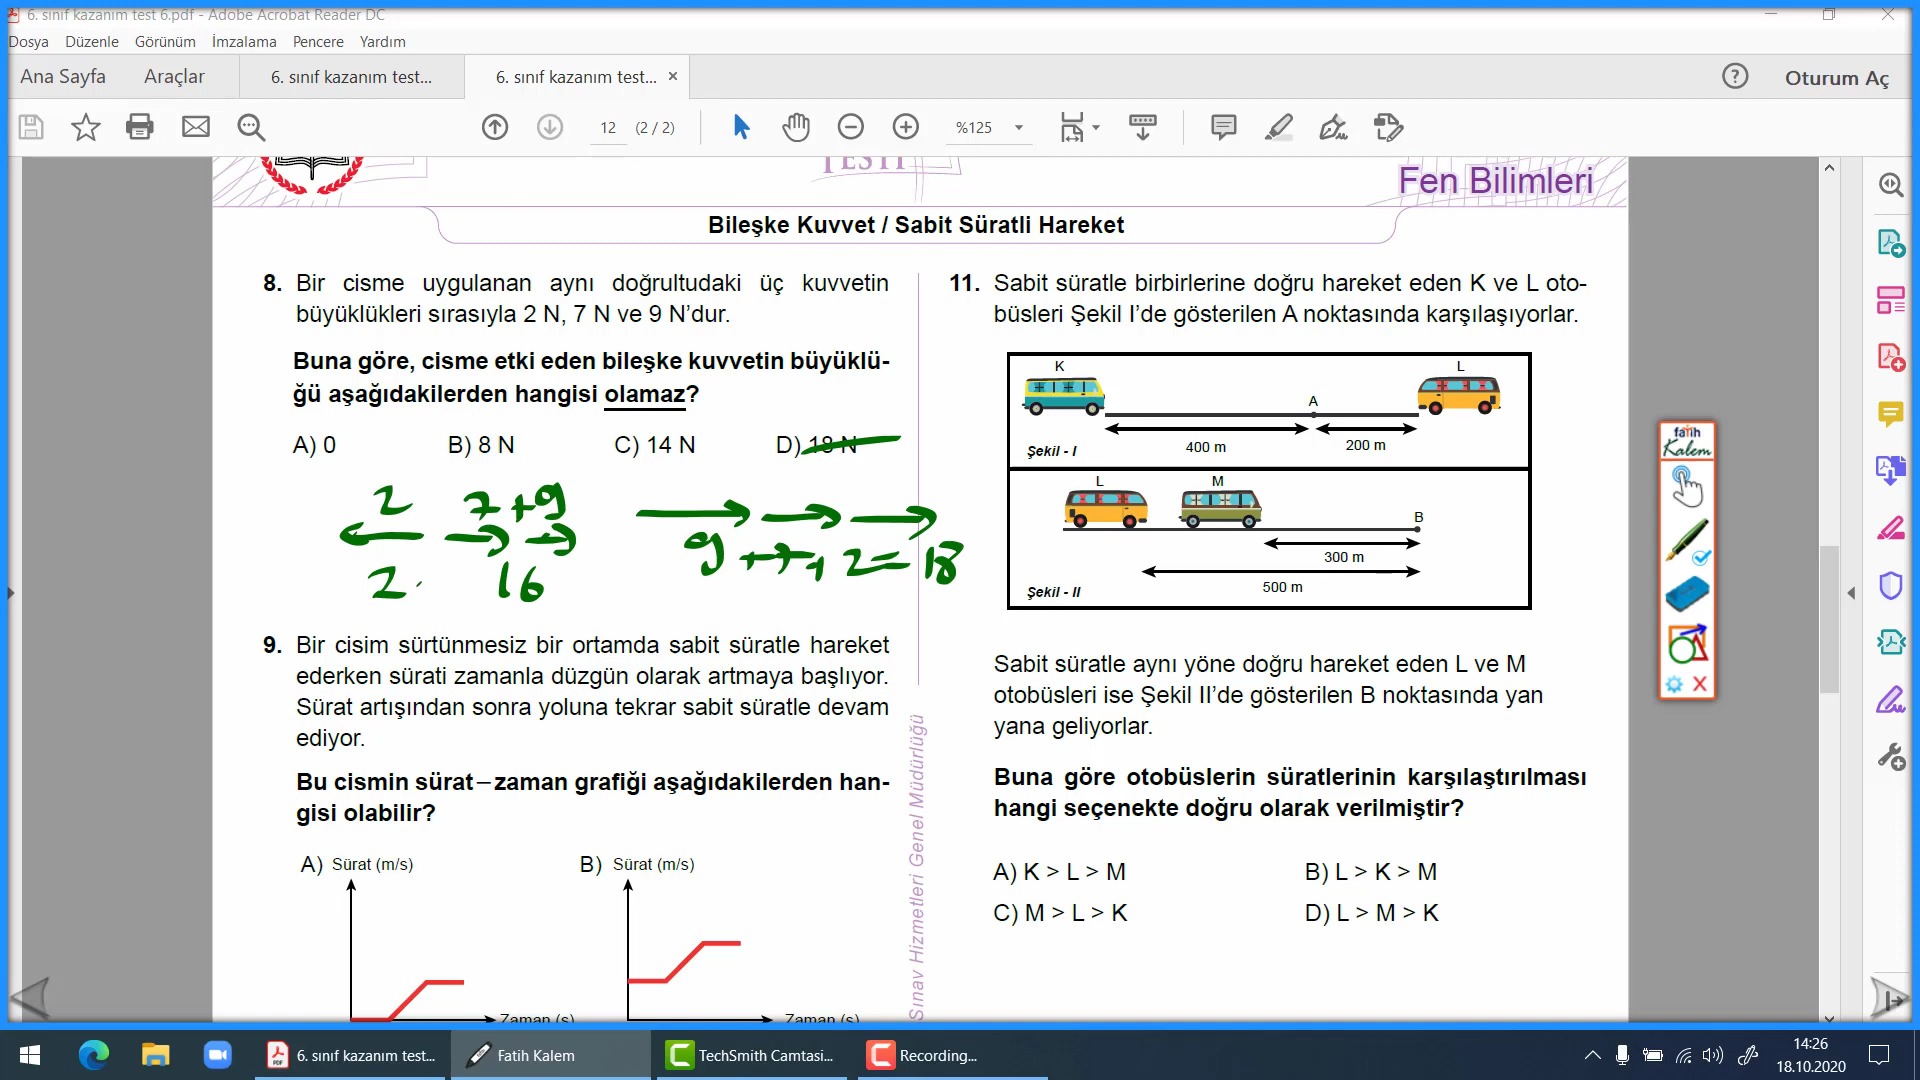 6. sınıf kazanım test 6.pdf - Adobe Acrobat Reader DC
Dosya Düzenle Görünüm İmzalama Pencere Yardım
Ana Sayfa Araçlar 6. sınıf kazanım test... 6. sınıf kazanım test... × Oturum Aç
12 (2 / 2) %125
TESTİ
Fen Bilimleri
Bileşke Kuvvet / Sabit Süratli Hareket
8. Bir cisme uygulanan aynı doğrultudaki üç kuvvetin
büyüklükleri sırasıyla 2 N, 7 N ve 9 N'dur.
Buna göre, cisme etki eden bileşke kuvvetin büyüklü-
ğü aşağıdakilerden hangisi olamaz?
A) 0 B) 8 N C) 14 N D) 18 N
2 7+9
2 16
9+7+2=18
9. Bir cisim sürtünmesiz bir ortamda sabit süratle hareket
ederken sürati zamanla düzgün olarak artmaya başlıyor.
Sürat artışından sonra yoluna tekrar sabit süratle devam
ediyor.
Bu cismin sürat–zaman grafiği aşağıdakilerden han-
gisi olabilir?
A) Sürat (m/s) B) Sürat (m/s)
Zaman (s) Zaman (s)
Sınav Hizmetleri Genel Müdürlüğü
11. Sabit süratle birbirlerine doğru hareket eden K ve L oto-
büsleri Şekil I'de gösterilen A noktasında karşılaşıyorlar.
K L
A
400 m 200 m
Şekil - I
L M
B
300 m
500 m
Şekil - II
Sabit süratle aynı yöne doğru hareket eden L ve M
otobüsleri ise Şekil II'de gösterilen B noktasında yan
yana geliyorlar.
Buna göre otobüslerin süratlerinin karşılaştırılması
hangi seçenekte doğru olarak verilmiştir?
A) K > L > M B) L > K > M
C) M > L > K D) L > M > K
fatih
Kalem
6. sınıf kazanım test... Fatih Kalem TechSmith Camtasi... Recording...
14:26
18.10.2020